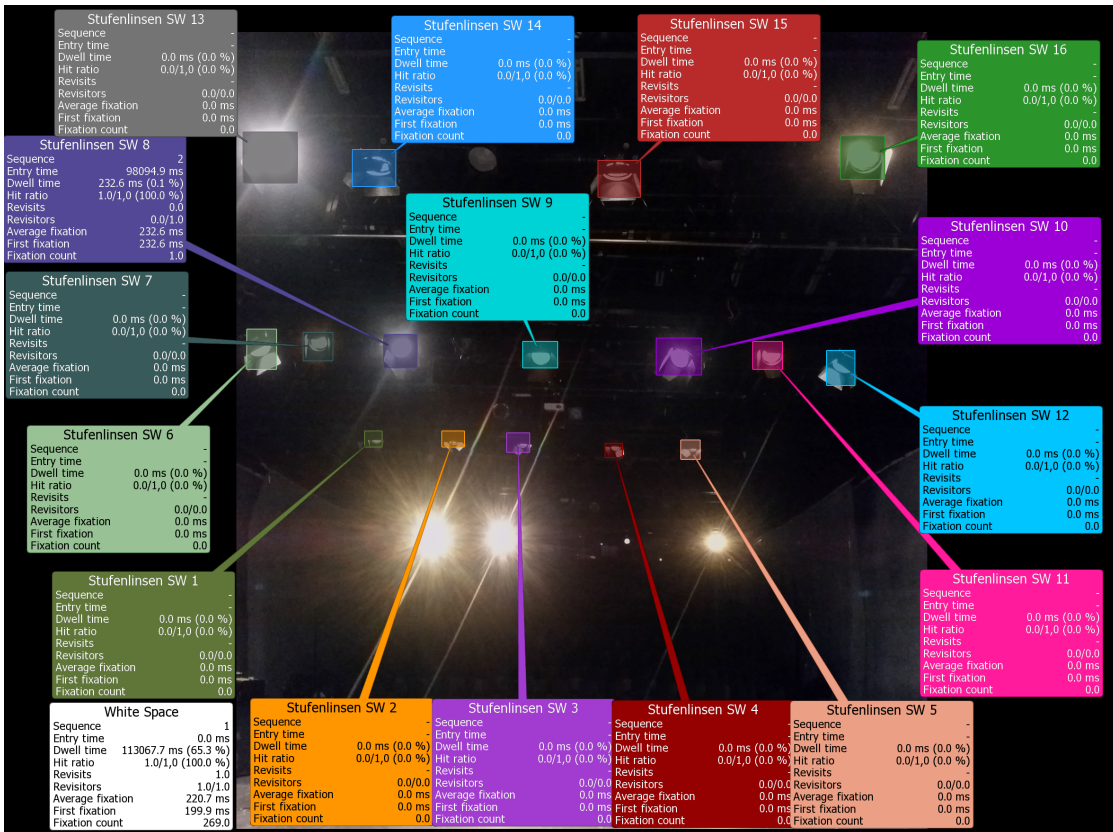 Stufenlinsen SW 13
Sequence -
Entry time -
Dwell time 0.0 ms (0.0 %)
Hit ratio 0.0/1,0 (0.0 %)
Revisits -
Revisitors 0.0/0.0
Average fixation 0.0 ms
First fixation 0.0 ms
Fixation count 0.0
Stufenlinsen SW 14
Sequence -
Entry time -
Dwell time 0.0 ms (0.0 %)
Hit ratio 0.0/1,0 (0.0 %)
Revisits -
Revisitors 0.0/0.0
Average fixation 0.0 ms
First fixation 0.0 ms
Fixation count 0.0
Stufenlinsen SW 15
Sequence -
Entry time -
Dwell time 0.0 ms (0.0 %)
Hit ratio 0.0/1,0 (0.0 %)
Revisits -
Revisitors 0.0/0.0
Average fixation 0.0 ms
First fixation 0.0 ms
Fixation count 0.0
Stufenlinsen SW 16
Sequence -
Entry time -
Dwell time 0.0 ms (0.0 %)
Hit ratio 0.0/1,0 (0.0 %)
Revisits -
Revisitors 0.0/0.0
Average fixation 0.0 ms
First fixation 0.0 ms
Fixation count 0.0
Stufenlinsen SW 8
Sequence 2
Entry time 98094.9 ms
Dwell time 232.6 ms (0.1 %)
Hit ratio 1.0/1,0 (100.0 %)
Revisits 0.0
Revisitors 0.0/1.0
Average fixation 232.6 ms
First fixation 232.6 ms
Fixation count 1.0
Stufenlinsen SW 9
Sequence -
Entry time -
Dwell time 0.0 ms (0.0 %)
Hit ratio 0.0/1,0 (0.0 %)
Revisits -
Revisitors 0.0/0.0
Average fixation 0.0 ms
First fixation 0.0 ms
Fixation count 0.0
Stufenlinsen SW 10
Sequence -
Entry time -
Dwell time 0.0 ms (0.0 %)
Hit ratio 0.0/1,0 (0.0 %)
Revisits -
Revisitors 0.0/0.0
Average fixation 0.0 ms
First fixation 0.0 ms
Fixation count 0.0
Stufenlinsen SW 7
Sequence -
Entry time -
Dwell time 0.0 ms (0.0 %)
Hit ratio 0.0/1,0 (0.0 %)
Revisits -
Revisitors 0.0/0.0
Average fixation 0.0 ms
First fixation 0.0 ms
Fixation count 0.0
Stufenlinsen SW 12
Sequence -
Entry time -
Dwell time 0.0 ms (0.0 %)
Hit ratio 0.0/1,0 (0.0 %)
Revisits -
Revisitors 0.0/0.0
Average fixation 0.0 ms
First fixation 0.0 ms
Fixation count 0.0
Stufenlinsen SW 6
Sequence -
Entry time -
Dwell time 0.0 ms (0.0 %)
Hit ratio 0.0/1,0 (0.0 %)
Revisits -
Revisitors 0.0/0.0
Average fixation 0.0 ms
First fixation 0.0 ms
Fixation count 0.0
Stufenlinsen SW 1
Sequence -
Entry time -
Dwell time 0.0 ms (0.0 %)
Hit ratio 0.0/1,0 (0.0 %)
Revisits -
Revisitors 0.0/0.0
Average fixation 0.0 ms
First fixation 0.0 ms
Fixation count 0.0
Stufenlinsen SW 11
Sequence -
Entry time -
Dwell time 0.0 ms (0.0 %)
Hit ratio 0.0/1,0 (0.0 %)
Revisits -
Revisitors 0.0/0.0
Average fixation 0.0 ms
First fixation 0.0 ms
Fixation count 0.0
White Space
Sequence 1
Entry time 0.0 ms
Dwell time 113067.7 ms (65.3 %)
Hit ratio 1.0/1,0 (100.0 %)
Revisits 1.0
Revisitors 1.0/1.0
Average fixation 220.7 ms
First fixation 199.9 ms
Fixation count 269.0
Stufenlinsen SW 2
Sequence -
Entry time -
Dwell time 0.0 ms (0.0 %)
Hit ratio 0.0/1,0 (0.0 %)
Revisits -
Revisitors 0.0/0.0
Average fixation 0.0 ms
First fixation 0.0 ms
Fixation count 0.0
Stufenlinsen SW 3
Sequence -
Entry time -
Dwell time 0.0 ms (0.0 %)
Hit ratio 0.0/1,0 (0.0 %)
Revisits -
Revisitors 0.0/0.0
Average fixation 0.0 ms
First fixation 0.0 ms
Fixation count 0.0
Stufenlinsen SW 4
Sequence -
Entry time -
Dwell time 0.0 ms (0.0 %)
Hit ratio 0.0/1,0 (0.0 %)
Revisits -
Revisitors 0.0/0.0
Average fixation 0.0 ms
First fixation 0.0 ms
Fixation count 0.0
Stufenlinsen SW 5
Sequence -
Entry time -
Dwell time 0.0 ms (0.0 %)
Hit ratio 0.0/1,0 (0.0 %)
Revisits -
Revisitors 0.0/0.0
Average fixation 0.0 ms
First fixation 0.0 ms
Fixation count 0.0